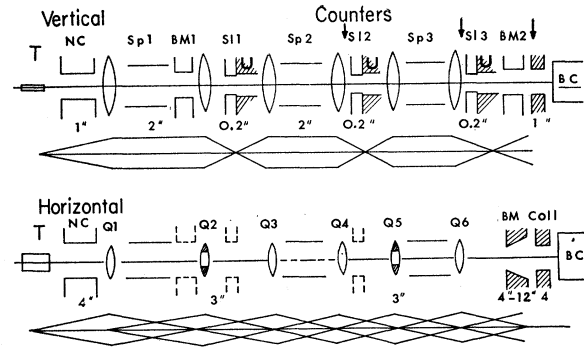 Vertical
Counters
T NC Sp1 BM1 Sl1 Sp2 Sl2 Sp3 Sl3 BM2
BC
1" 2" 0.2" 2" 0.2" 0.2" 1"
Horizontal
T NC Q1 Q2 Q3 Q4 Q5 Q6 BM Coll
BC
4" 3" 3" 4"-12" 4